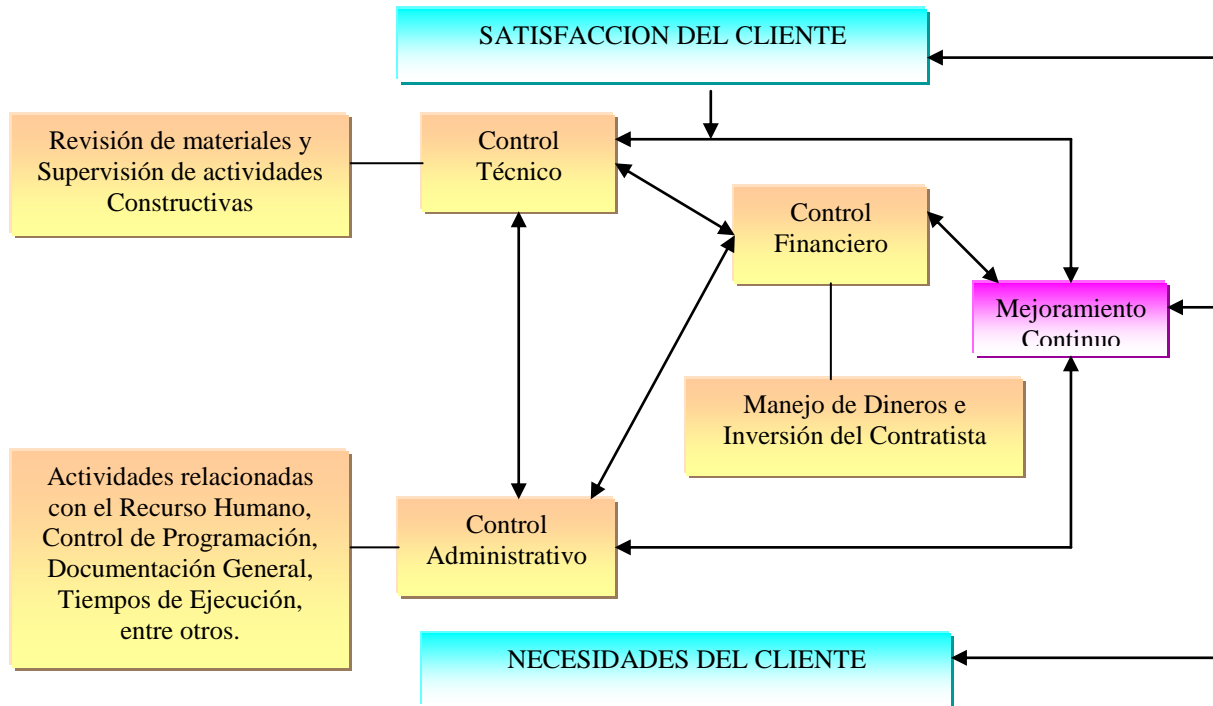 SATISFACCION DEL CLIENTE
Revisión de materiales y
Supervisión de actividades
Constructivas
Control
Técnico
Control
Financiero
Mejoramiento
Continuo
Manejo de Dineros e
Inversión del Contratista
Actividades relacionadas
con el Recurso Humano,
Control de Programación,
Documentación General,
Tiempos de Ejecución,
entre otros.
Control
Administrativo
NECESIDADES DEL CLIENTE